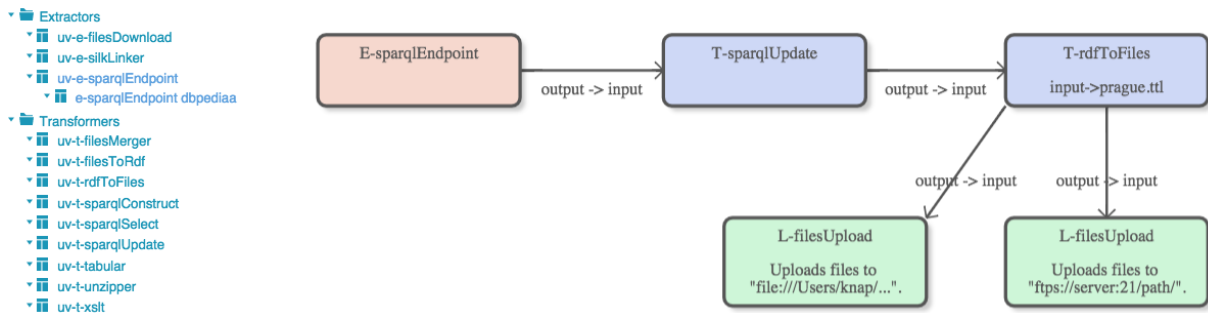 Extractors
uv-e-filesDownload
uv-e-silkLinker
uv-e-sparqlEndpoint
e-sparqlEndpoint dbpediaa
Transformers
uv-t-filesMerger
uv-t-filesToRdf
uv-t-rdfToFiles
uv-t-sparqlConstruct
uv-t-sparqlSelect
uv-t-sparqlUpdate
uv-t-tabular
uv-t-unzipper
uv-t-xslt
E-sparqlEndpoint
output -> input
T-sparqlUpdate
output -> input
T-rdfToFiles
input->prague.ttl
output -> input
output -> input
L-filesUpload
Uploads files to
"file:///Users/knap/...".
L-filesUpload
Uploads files to
"ftps://server:21/path/".